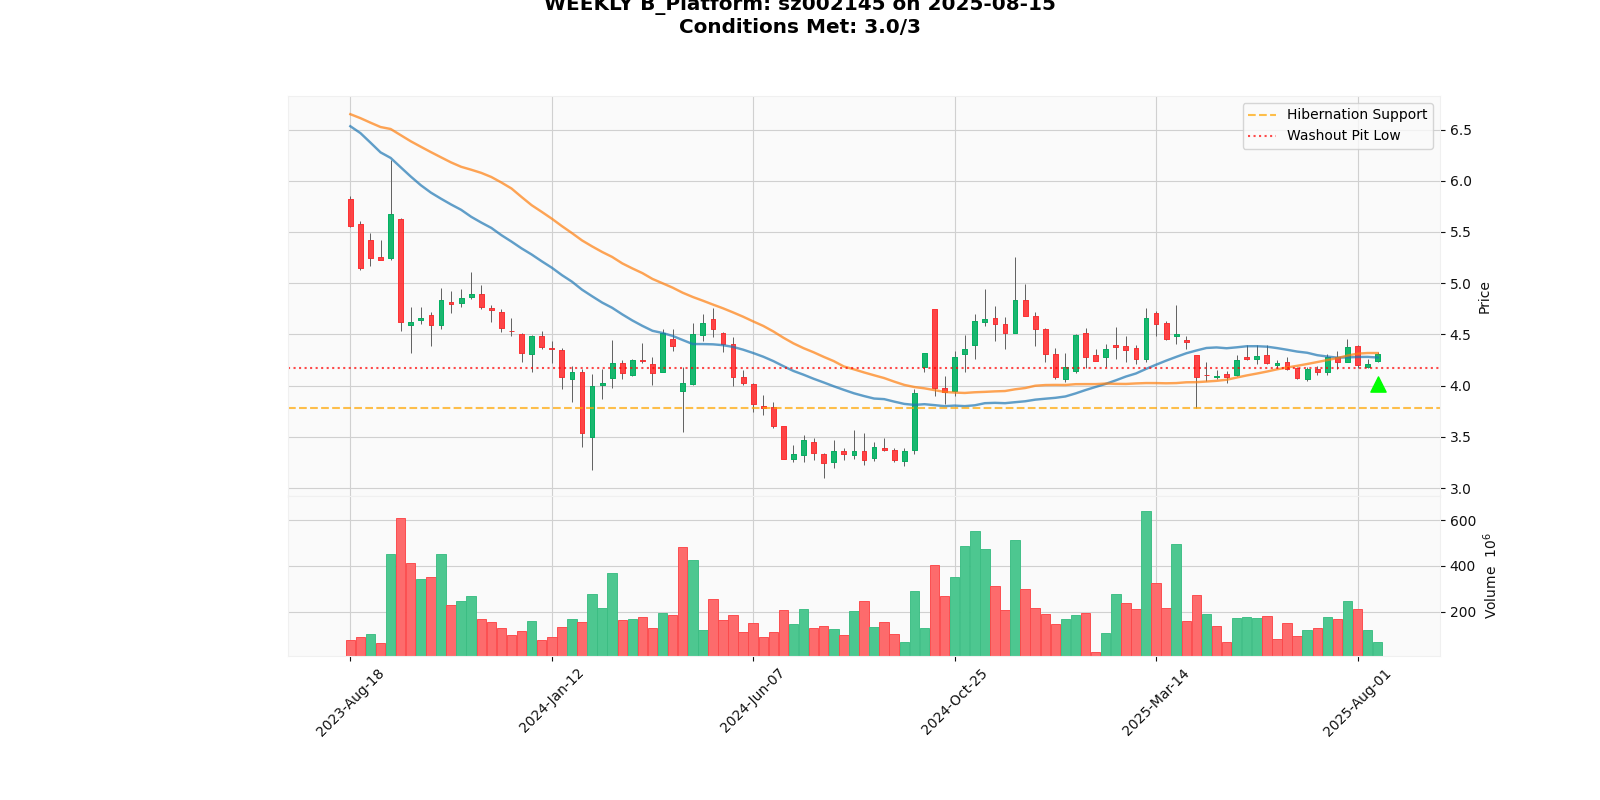 WEEKLY B_Platform: sz002145 on 2025-08-15
Conditions Met: 3.0/3
Hibernation Support
Washout Pit Low
6.5
6.0
5.5
5.0
4.5
4.0
3.5
3.0
Price
600
400
200
Volume 10⁶
2023-Aug-18
2024-Jan-12
2024-Jun-07
2024-Oct-25
2025-Mar-14
2025-Aug-01